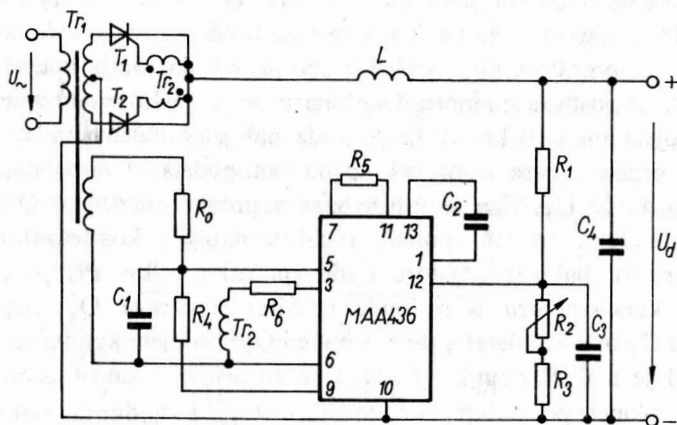 Tr1
U~
T1
T2
Tr2
L
+
R5
R1
R0
7
11
13
C2
C4
5
3
1
12
Ud
MAA436
C1
R4
Tr2
R6
R2
C3
6
R3
9
10
−